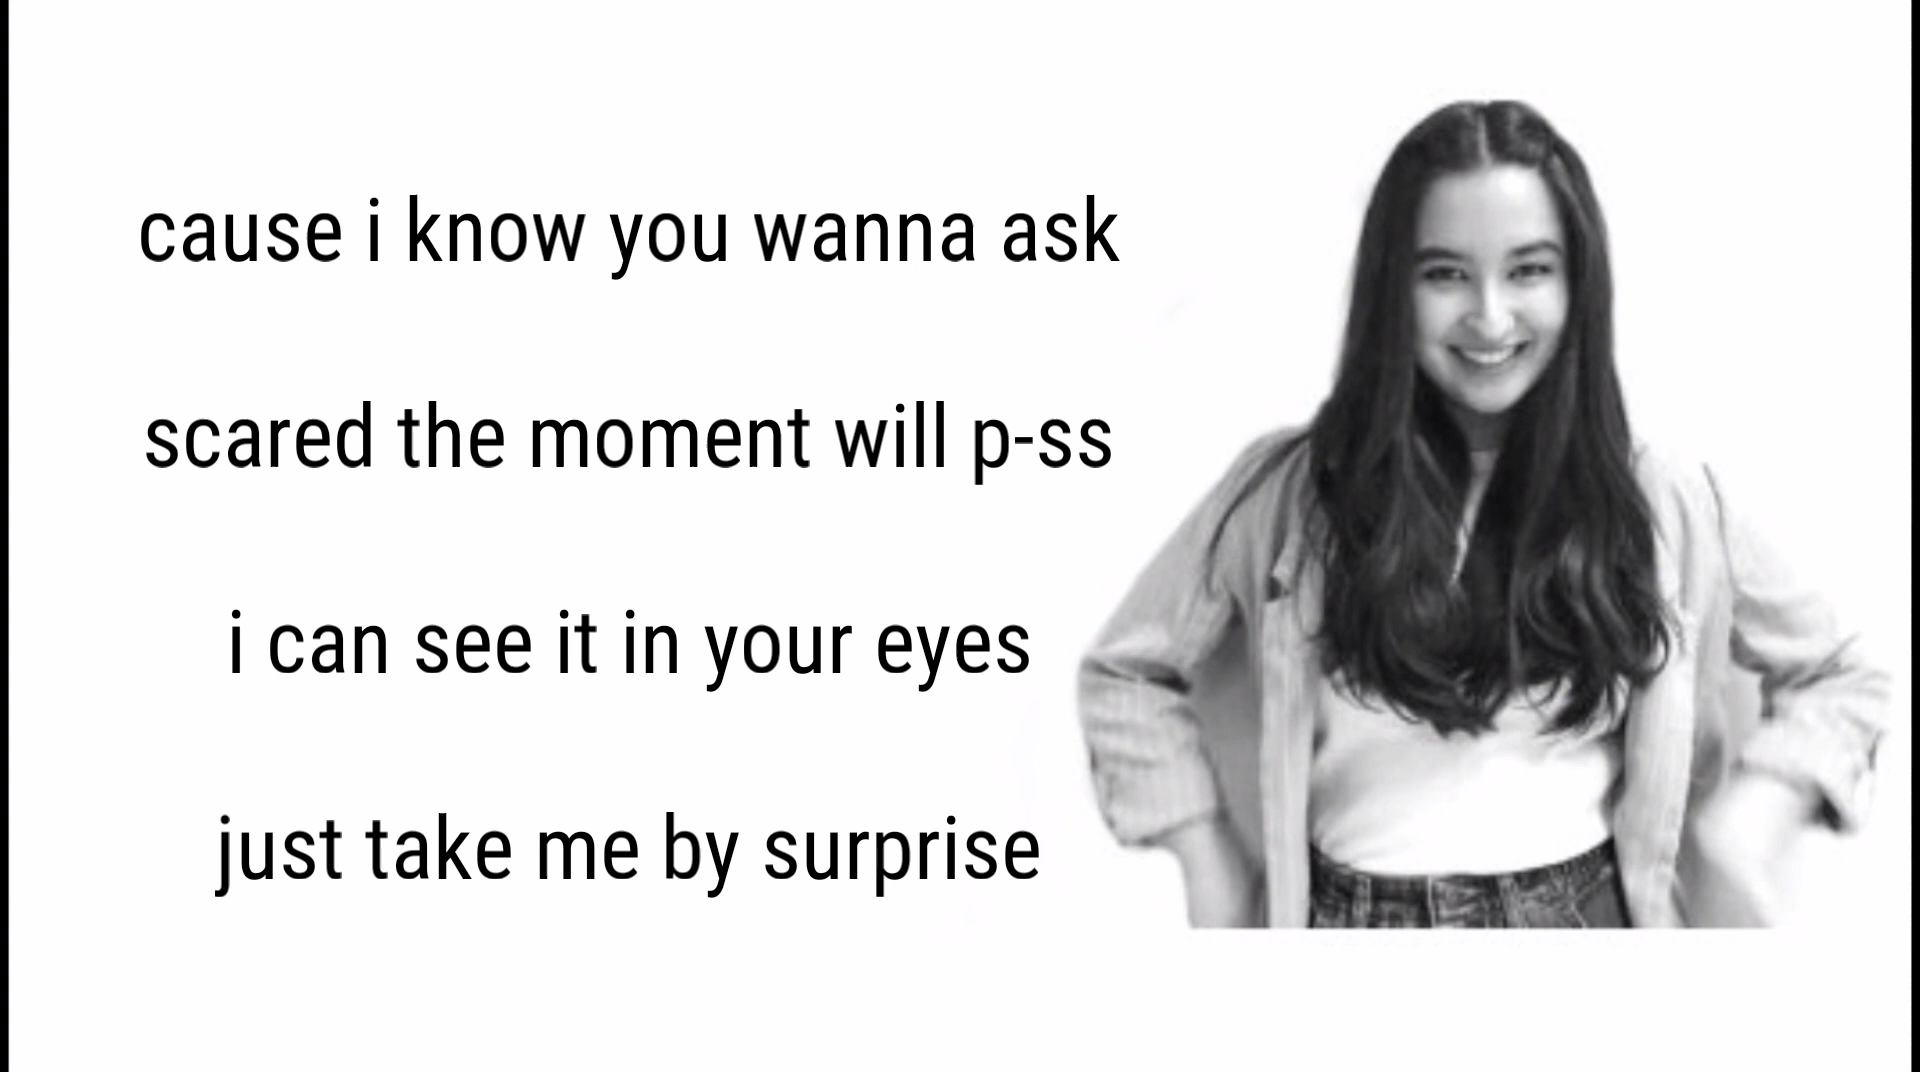 cause i know you wanna ask
scared the moment will p-ss
i can see it in your eyes
just take me by surprise